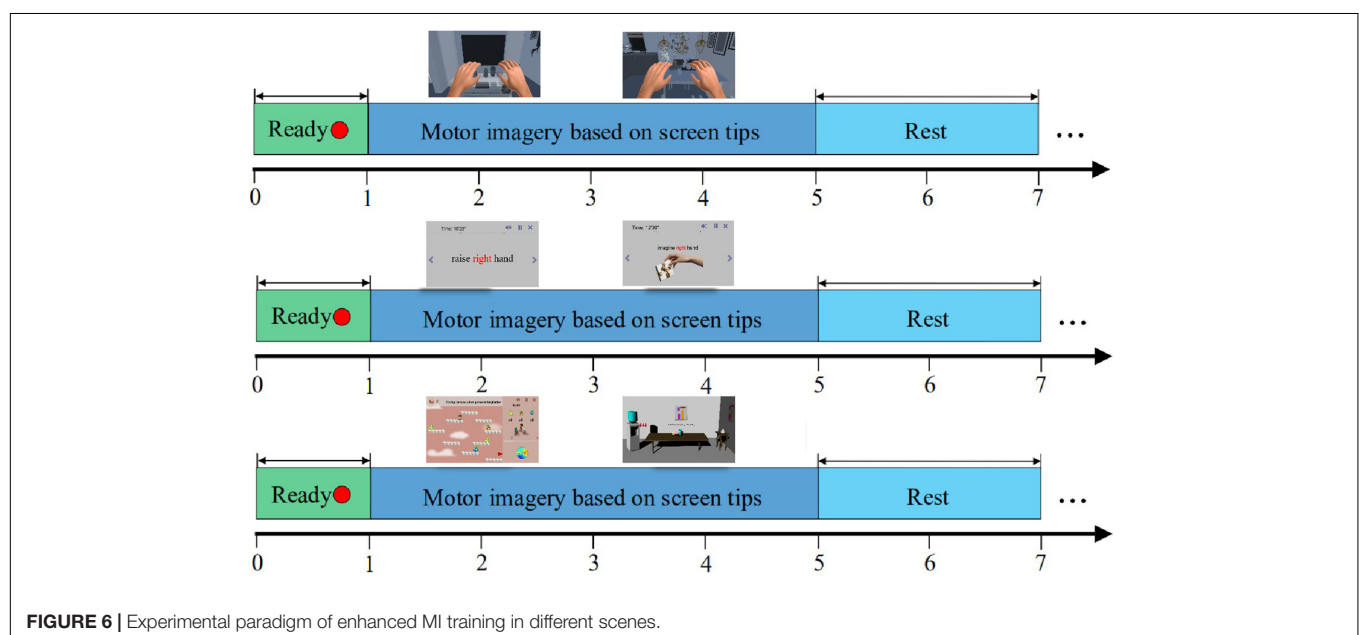 Ready Motor imagery based on screen tips Rest ...
0 1 2 3 4 5 6 7
Time: raise right hand
Time: imagine right hand
Ready Motor imagery based on screen tips Rest ...
0 1 2 3 4 5 6 7
Ready Motor imagery based on screen tips Rest ...
0 1 2 3 4 5 6 7
FIGURE 6 | Experimental paradigm of enhanced MI training in different scenes.